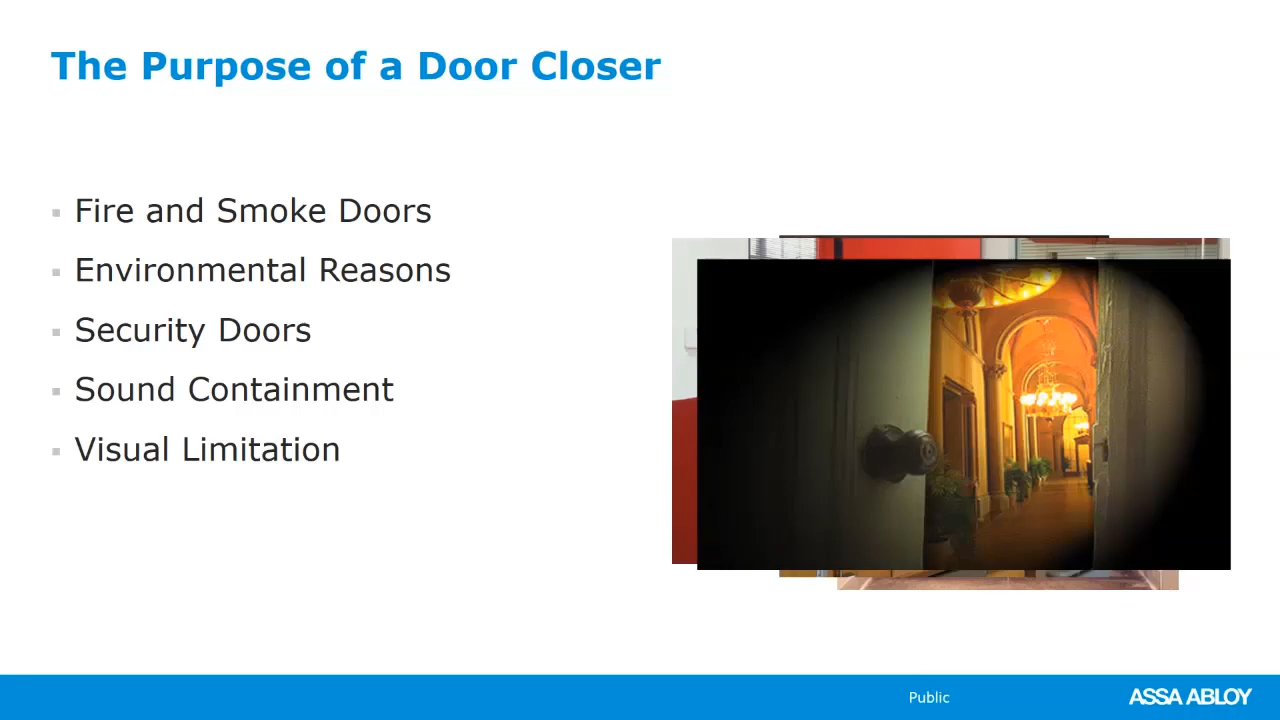 The Purpose of a Door Closer
Fire and Smoke Doors
Environmental Reasons
Security Doors
Sound Containment
Visual Limitation
Public
ASSA ABLOY